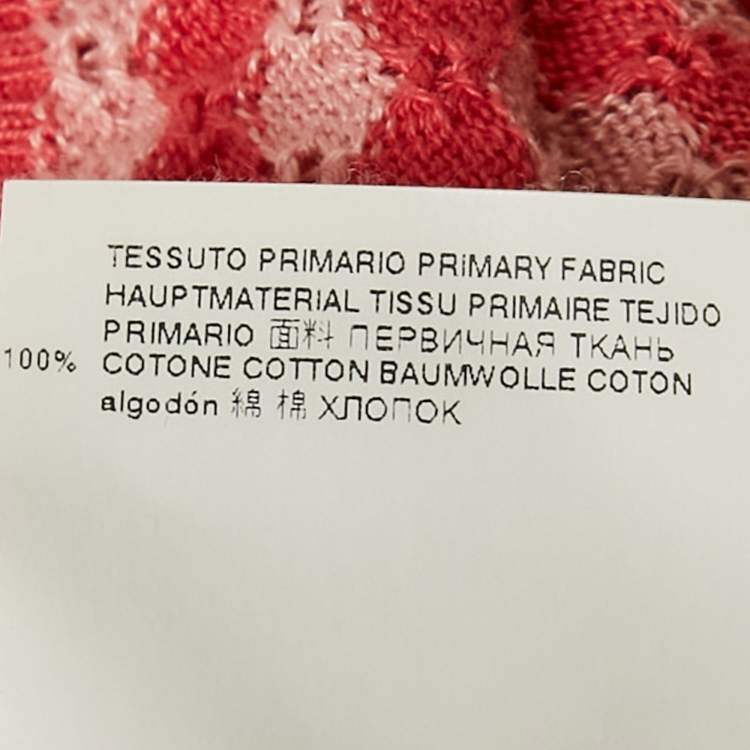 TESSUTO PRIMARIO PRIMARY FABRIC
HAUPTMATERIAL TISSU PRIMAIRE TEJIDO
PRIMARIO 面料 ПЕРВИЧНАЯ ТКАНЬ
100% COTONE COTTON BAUMWOLLE COTON
algodón 綿 棉 ХЛОПОК